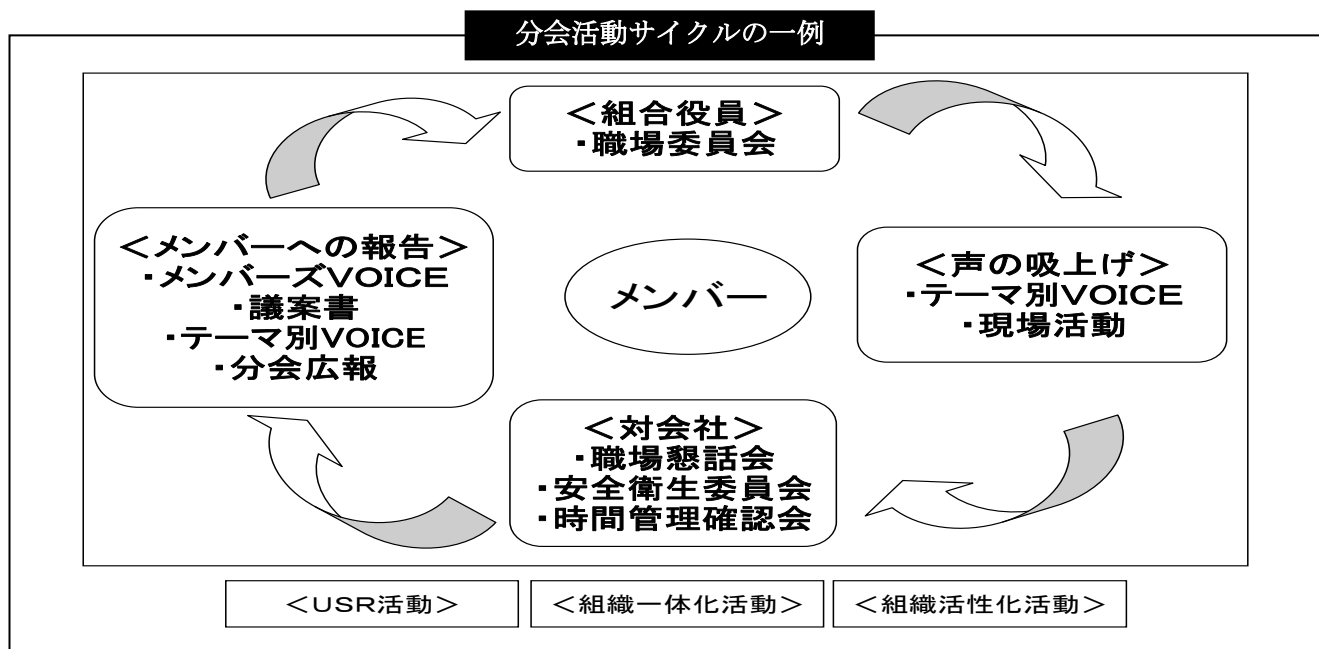 分会活動サイクルの一例
＜組合役員＞
・職場委員会
＜メンバーへの報告＞
・メンバーズVOICE
・議案書
・テーマ別VOICE
・分会広報
メンバー
＜声の吸上げ＞
・テーマ別VOICE
・現場活動
＜対会社＞
・職場懇話会
・安全衛生委員会
・時間管理確認会
＜USR活動＞
＜組織一体化活動＞
＜組織活性化活動＞